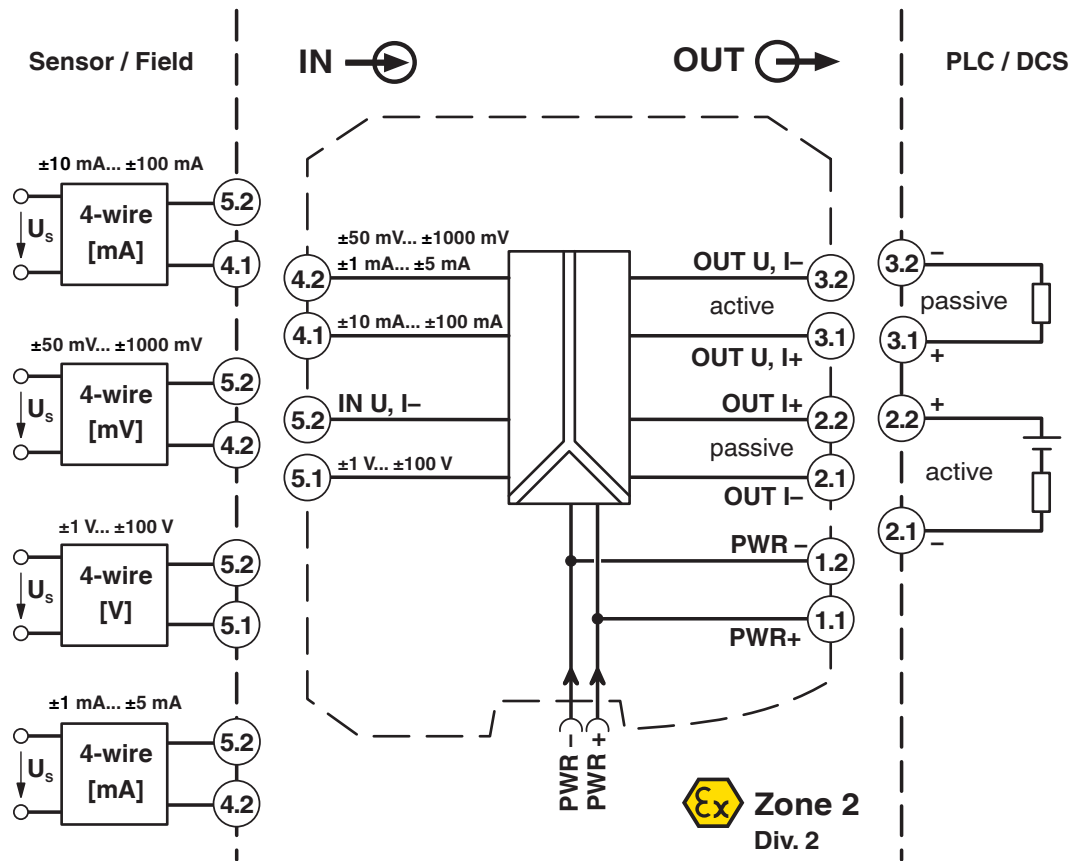 Sensor / Field
IN
OUT
PLC / DCS
±10 mA... ±100 mA
Us
4-wire
[mA]
5.2
4.1
±50 mV... ±1000 mV
Us
4-wire
[mV]
5.2
4.2
±1 V... ±100 V
Us
4-wire
[V]
5.2
5.1
±1 mA... ±5 mA
Us
4-wire
[mA]
5.2
4.2
±50 mV... ±1000 mV
4.2
±1 mA... ±5 mA
4.1
±10 mA... ±100 mA
5.2
IN U, I–
5.1
±1 V... ±100 V
OUT U, I–
3.2
active
3.1
OUT U, I+
OUT I+
2.2
passive
2.1
OUT I–
PWR –
1.2
1.1
PWR+
PWR –
PWR +
3.2
–
passive
3.1
+
2.2
+
active
2.1
–
Ex
Zone 2
Div. 2